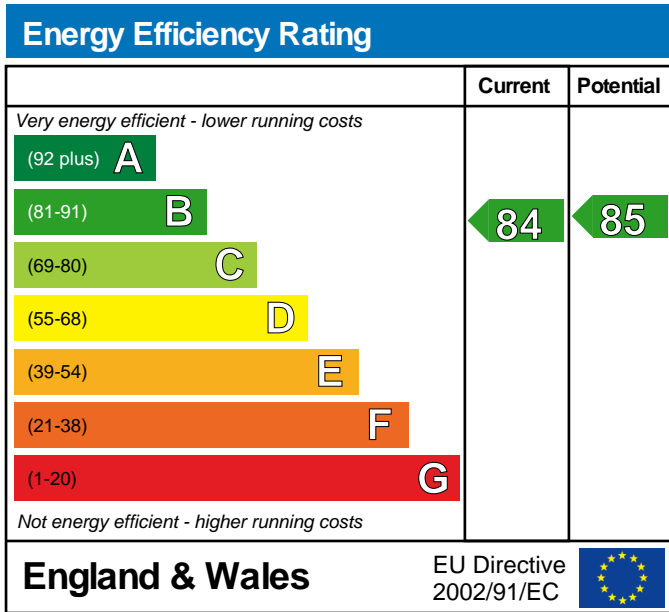 Energy Efficiency Rating
Current Potential
Very energy efficient - lower running costs
(92 plus) A
(81-91) B
84 85
(69-80) C
(55-68) D
(39-54) E
(21-38) F
(1-20) G
Not energy efficient - higher running costs
England & Wales
EU Directive
2002/91/EC